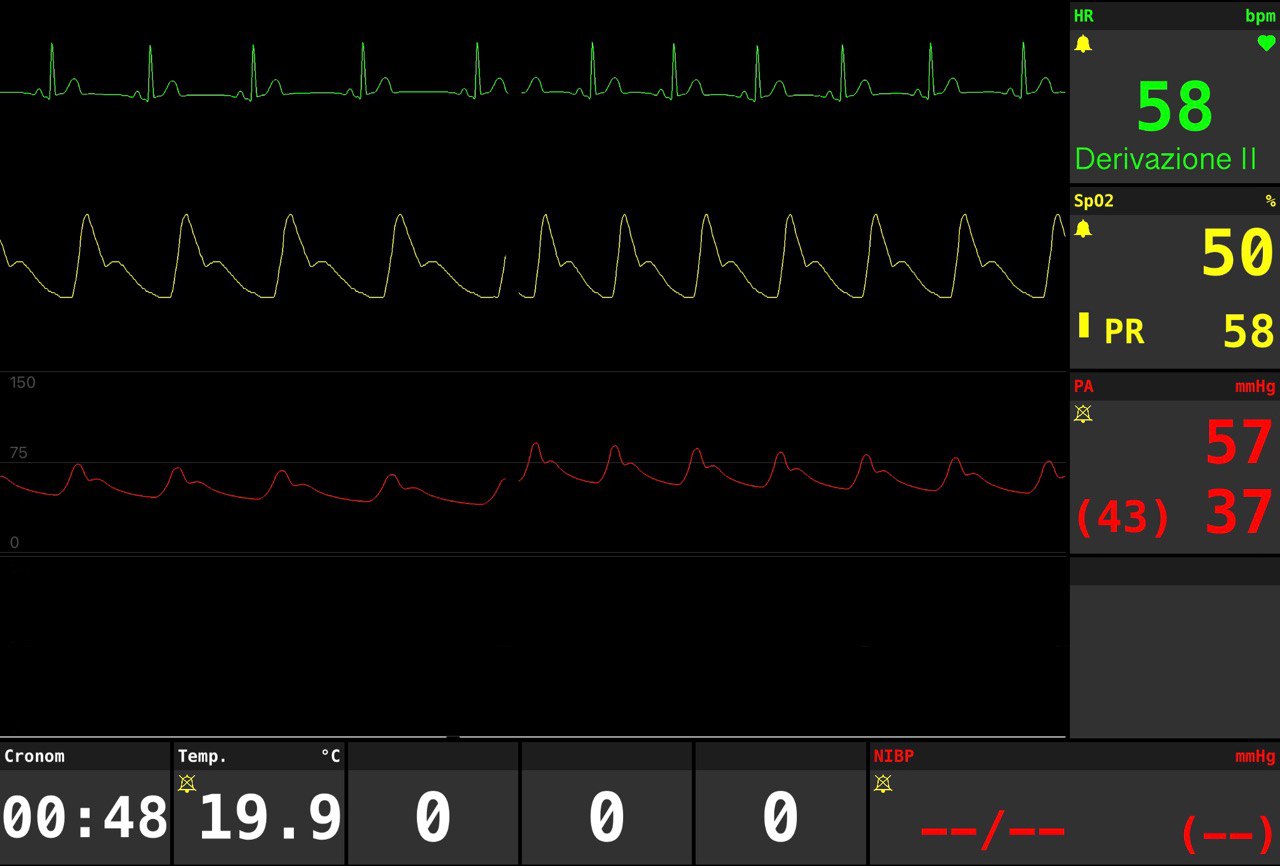 HR bpm
58
Derivazione II
SpO2 %
50
PR 58
150
75
0
PA mmHg
57
(43) 37
Cronom
00:48
Temp. °C
19.9
0
0
0
NIBP mmHg
--/-- (--)